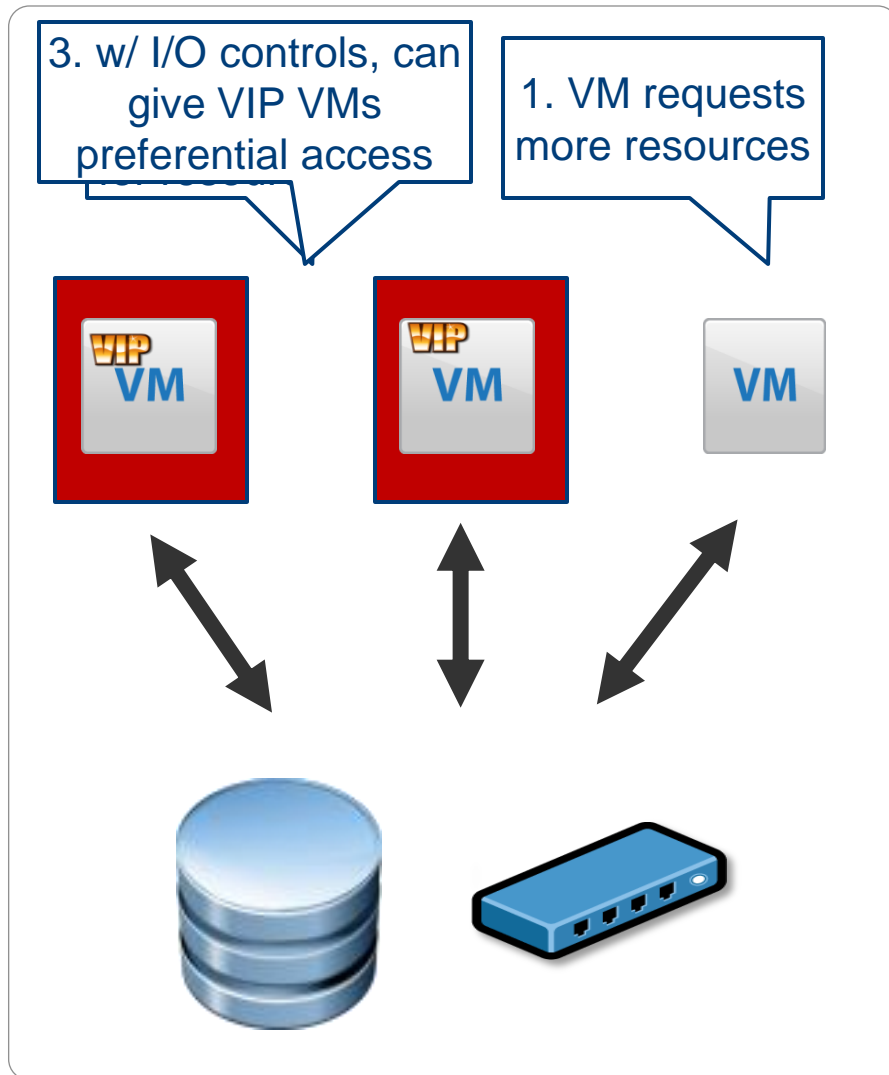 3. w/ I/O controls, can
give VIP VMs
preferential access
1. VM requests
more resources
VIP
VM
VIP
VM
VM